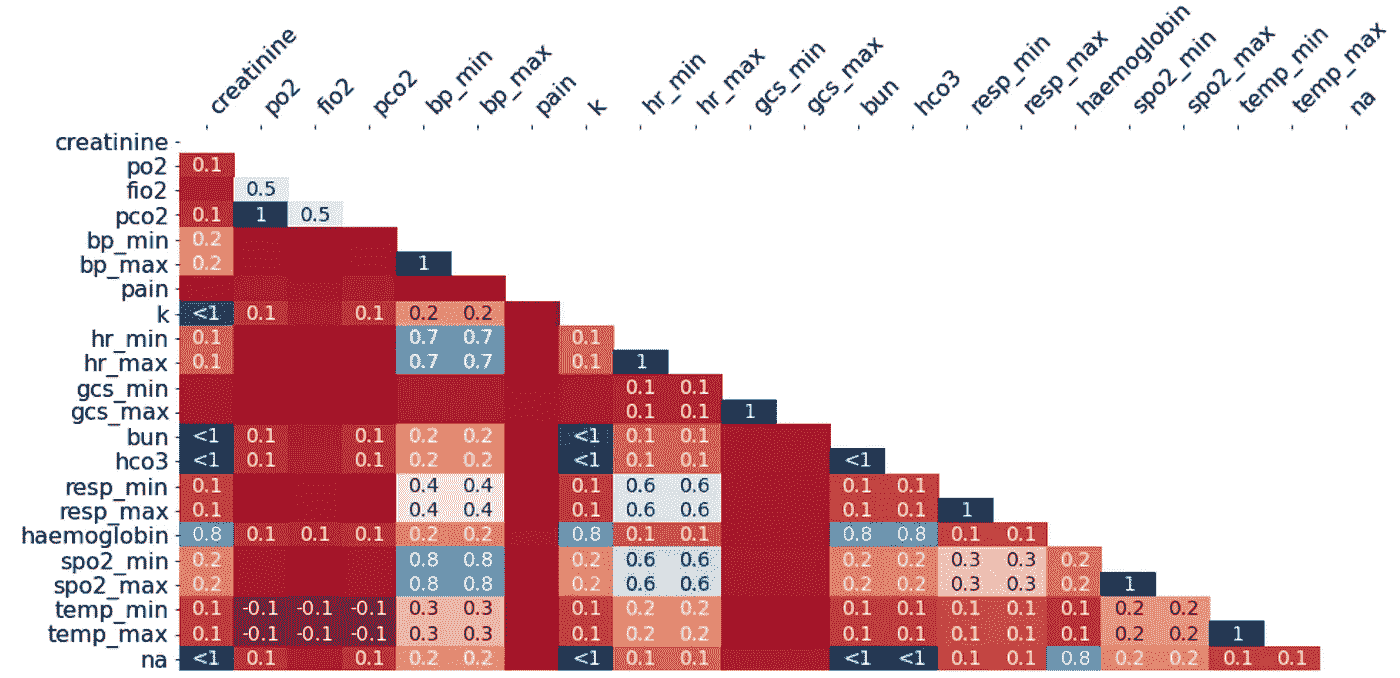 creatinine po2 fio2 pco2 bp_min bp_max pain k hr_min hr_max gcs_min gcs_max bun hco3 resp_min resp_max haemoglobin spo2_min spo2_max temp_min temp_max na
creatinine
po2 0.1
fio2 0.5
pco2 0.1 1 0.5
bp_min 0.2
bp_max 0.2 1
pain
k <1 0.1 0.1 0.2 0.2
hr_min 0.1 0.7 0.7 0.1
hr_max 0.1 0.7 0.7 0.1 1
gcs_min 0.1 0.1
gcs_max 0.1 0.1 1
bun <1 0.1 0.1 0.2 0.2 <1 0.1 0.1
hco3 <1 0.1 0.1 0.2 0.2 <1 0.1 0.1 <1
resp_min 0.1 0.4 0.4 0.1 0.6 0.6 0.1 0.1
resp_max 0.1 0.4 0.4 0.1 0.6 0.6 0.1 0.1 1
haemoglobin 0.8 0.1 0.1 0.1 0.2 0.2 0.8 0.1 0.1 0.8 0.8 0.1 0.1
spo2_min 0.2 0.8 0.8 0.2 0.6 0.6 0.2 0.2 0.3 0.3 0.2
spo2_max 0.2 0.8 0.8 0.2 0.6 0.6 0.2 0.2 0.3 0.3 0.2 1
temp_min 0.1 -0.1 -0.1 -0.1 0.3 0.3 0.1 0.2 0.2 0.1 0.1 0.1 0.1 0.1 0.2 0.2
temp_max 0.1 -0.1 -0.1 -0.1 0.3 0.3 0.1 0.2 0.2 0.1 0.1 0.1 0.1 0.1 0.2 0.2 1
na <1 0.1 0.1 0.2 0.2 <1 0.1 0.1 <1 <1 0.1 0.1 0.8 0.2 0.2 0.1 0.1